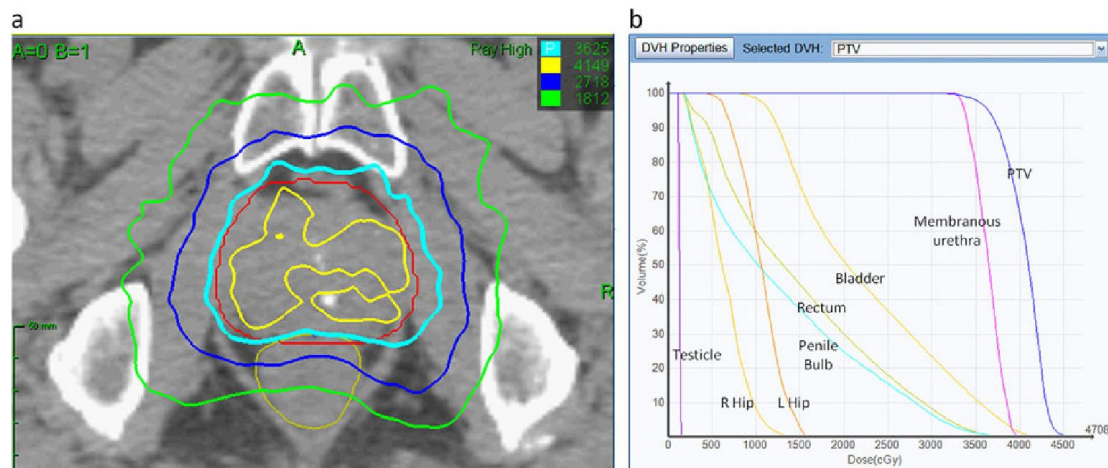 a
A=0 B=1
A
Ray High
P 3625
4149
2718
1812
R
50 mm
b
DVH Properties Selected DVH: PTV
Volume(%)
100
90
80
70
60
50
40
30
20
10
PTV
Membranous
urethra
Bladder
Rectum
Penile
Bulb
Testicle
R Hip
L Hip
0 500 1000 1500 2000 2500 3000 3500 4000 4500
4708
Dose(cGy)